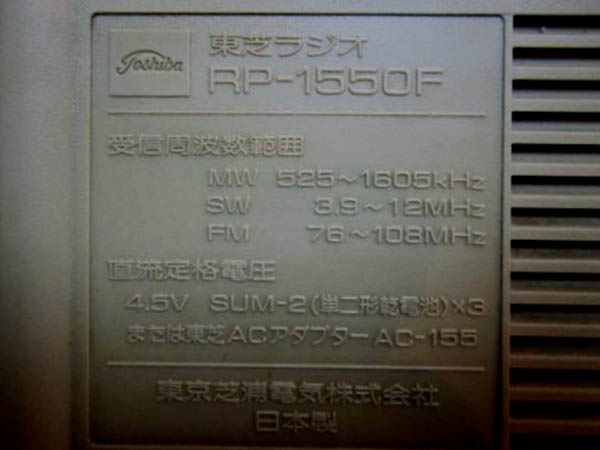 Toshiba
東芝ラジオ
RP-1550F
受信周波数範囲
MW 525~1605kHz
SW 3.9~12MHz
FM 76~108MHz
直流定格電圧
4.5V SUM-2(単二形乾電池)×3
または東芝ACアダプターAC-155
東京芝浦電気株式会社
日本製